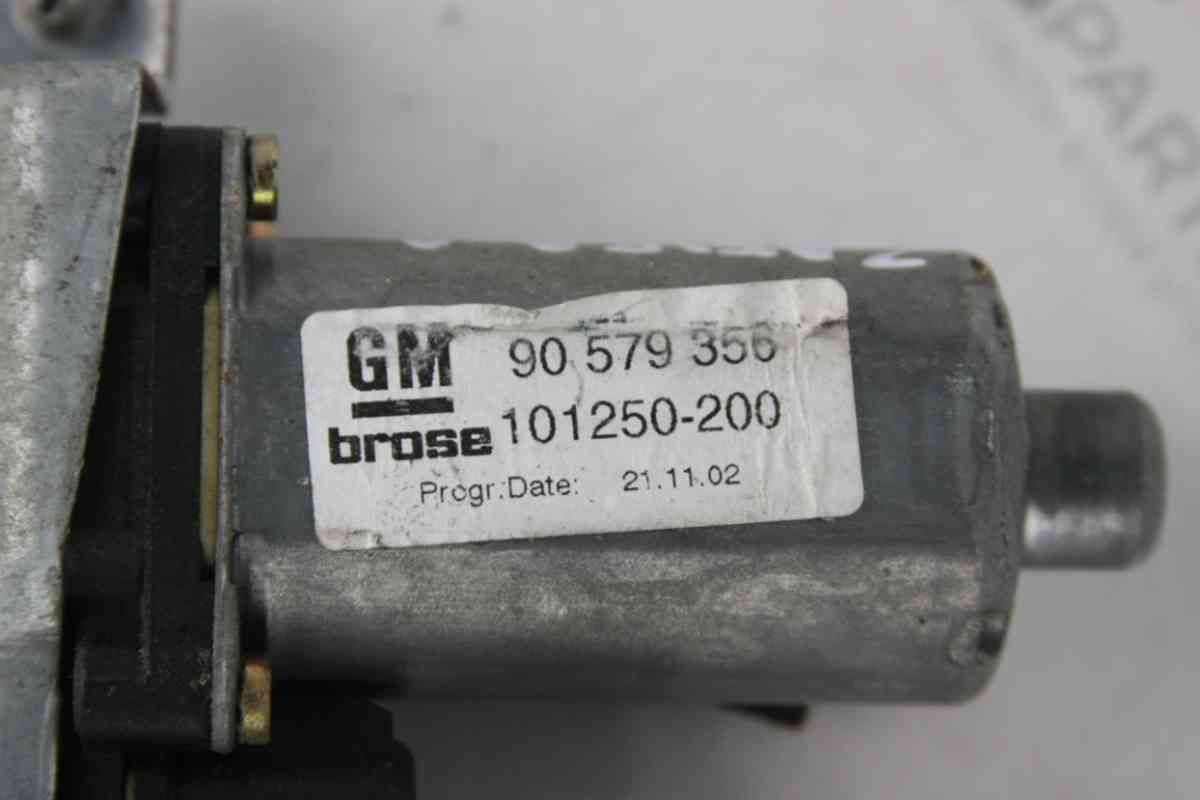 GM 90 579 356
brose 101250-200
Progr.:Date: 21.11.02